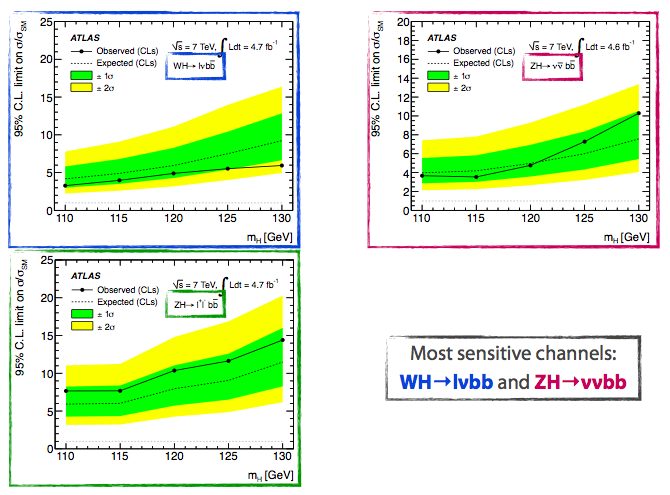 95% C.L. limit on σ/σSM
25
20
15
10
5
0
ATLAS
√s = 7 TeV, ∫ Ldt = 4.7 fb-1
Observed (CLs)
Expected (CLs)
WH→ lνbb̅
± 1σ
± 2σ
110 115 120 125 130
mH [GeV]
95% C.L. limit on σ/σSM
20
18
16
14
12
10
8
6
4
2
0
ATLAS
√s = 7 TeV, ∫ Ldt = 4.6 fb-1
Observed (CLs)
Expected (CLs)
ZH→ νν̅ bb̅
± 1σ
± 2σ
110 115 120 125 130
mH [GeV]
95% C.L. limit on σ/σSM
25
20
15
10
5
0
ATLAS
√s = 7 TeV, ∫ Ldt = 4.7 fb-1
Observed (CLs)
Expected (CLs)
ZH→ l+l- bb̅
± 1σ
± 2σ
110 115 120 125 130
mH [GeV]
Most sensitive channels:
WH→lvbb and ZH→vvbb